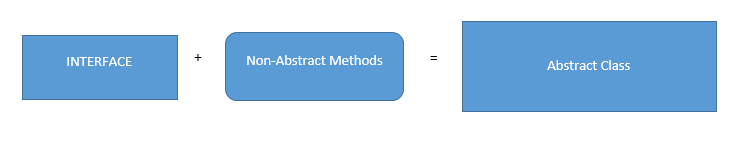 INTERFACE + Non-Abstract Methods = Abstract Class